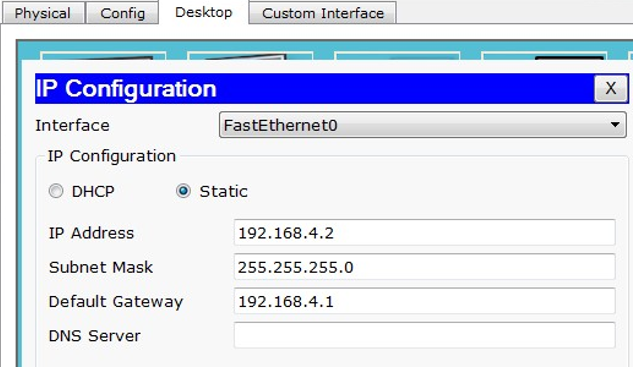 Physical Config Desktop Custom Interface
IP Configuration X
Interface FastEthernet0
IP Configuration
DHCP Static
IP Address 192.168.4.2
Subnet Mask 255.255.255.0
Default Gateway 192.168.4.1
DNS Server